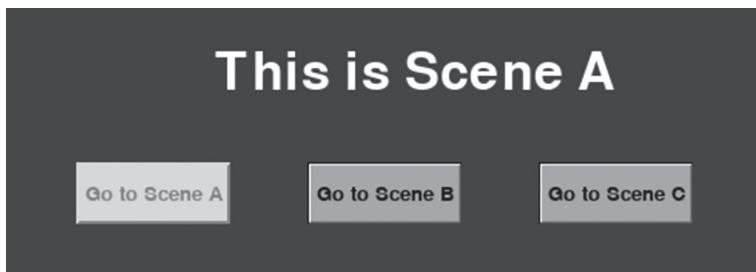 This is Scene A
Go to Scene A
Go to Scene B
Go to Scene C